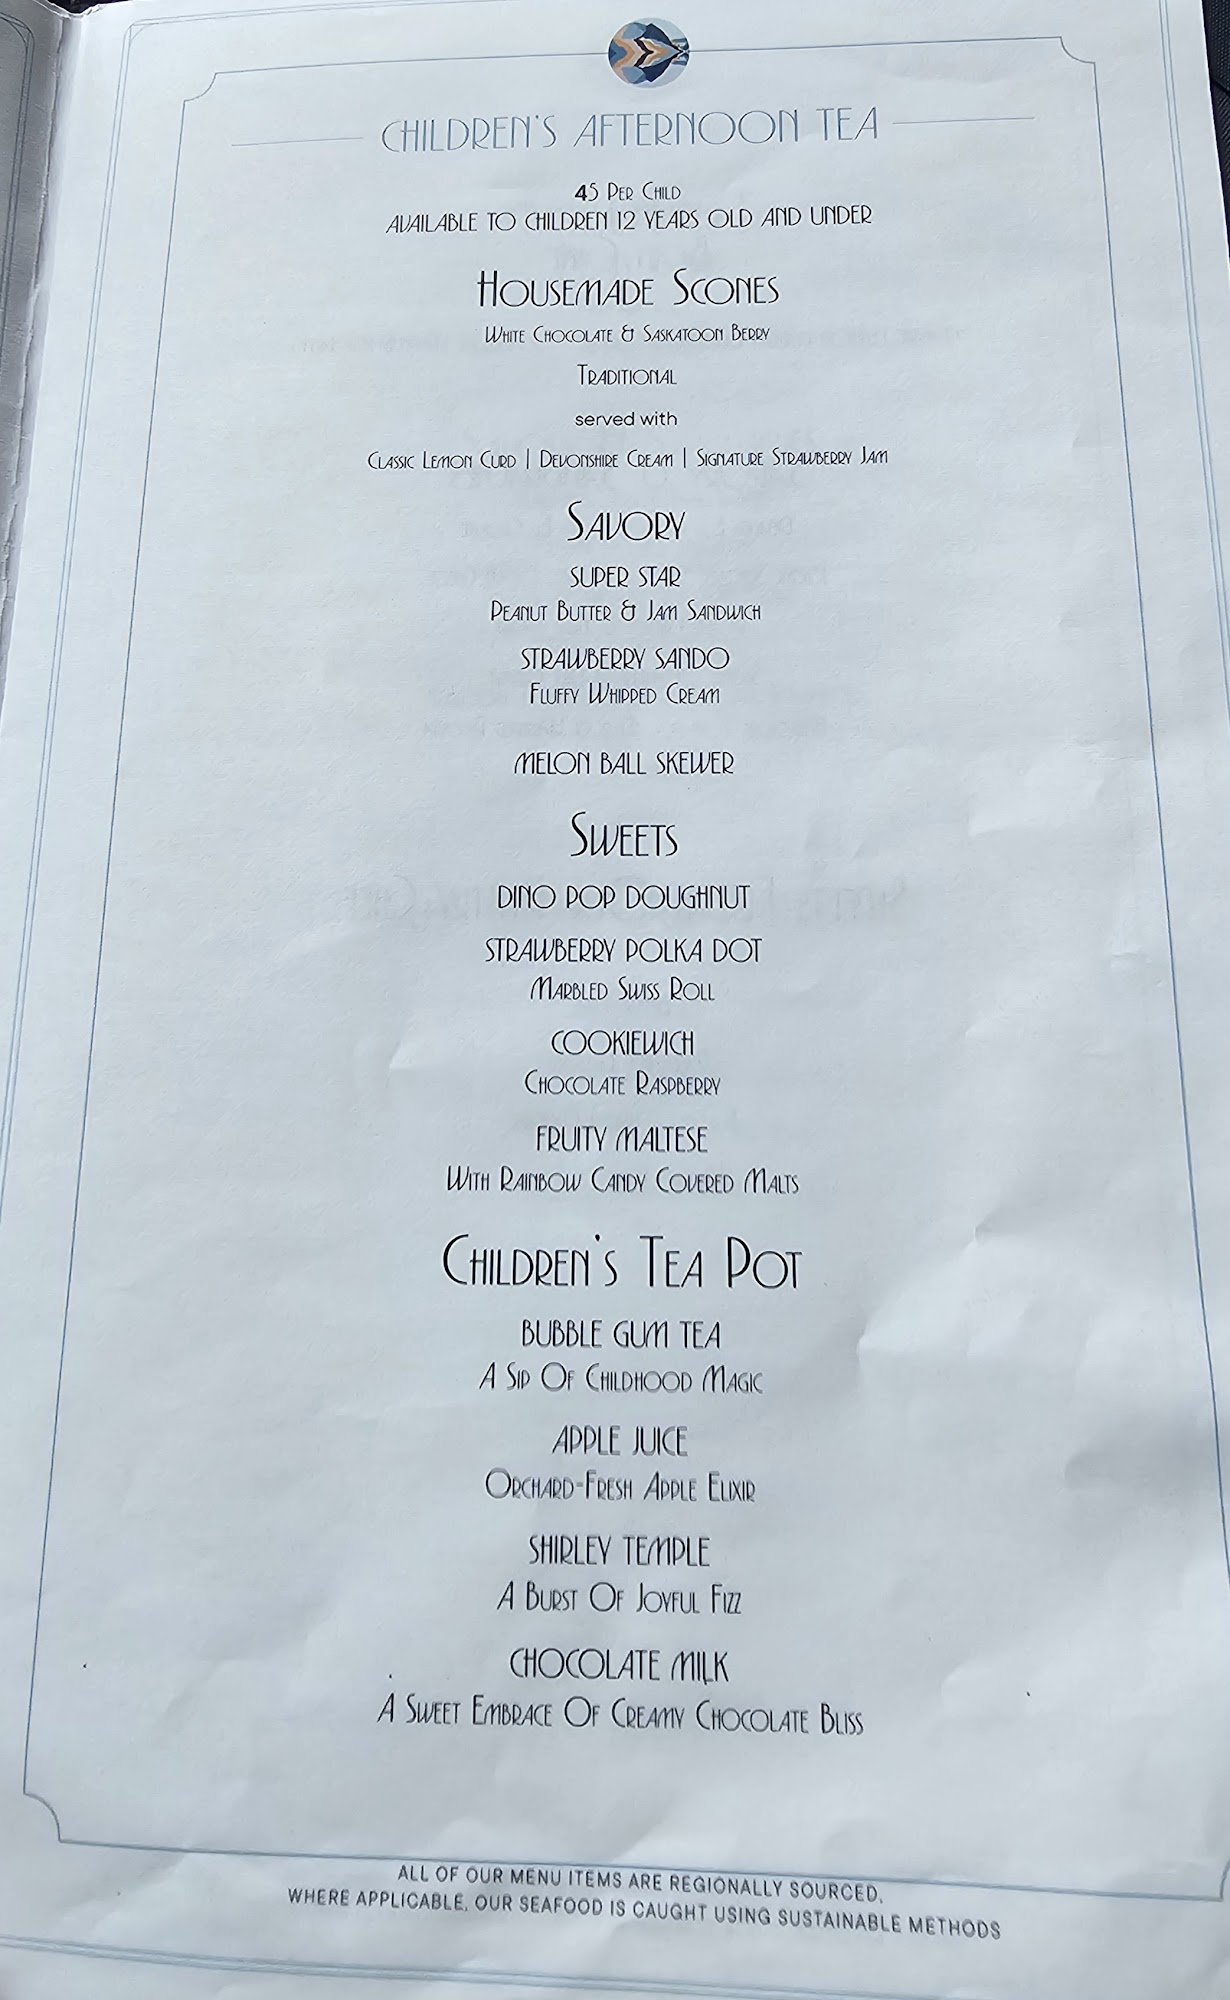 CHILDREN'S AFTERNOON TEA
45 PER CHILD
AVAILABLE TO CHILDREN 12 YEARS OLD AND UNDER
HOUSEMADE SCONES
WHITE CHOCOLATE & SASKATOON BERRY
TRADITIONAL
served with
CLASSIC LEMON CURD | DEVONSHIRE CREAM | SIGNATURE STRAWBERRY JAM
SAVORY
SUPER STAR
PEANUT BUTTER & JAM SANDWICH
STRAWBERRY SANDO
FLUFFY WHIPPED CREAM
MELON BALL SKEWER
SWEETS
DINO POP DOUGHNUT
STRAWBERRY POLKA DOT
MARBLED SWISS ROLL
COOKIEWICH
CHOCOLATE RASPBERRY
FRUITY MALTESE
WITH RAINBOW CANDY COVERED MALTS
CHILDREN'S TEA POT
BUBBLE GUM TEA
A SIP OF CHILDHOOD MAGIC
APPLE JUICE
ORCHARD-FRESH APPLE ELIXIR
SHIRLEY TEMPLE
A BURST OF JOYFUL FIZZ
CHOCOLATE MILK
A SWEET EMBRACE OF CREAMY CHOCOLATE BLISS
ALL OF OUR MENU ITEMS ARE REGIONALLY SOURCED,
WHERE APPLICABLE, OUR SEAFOOD IS CAUGHT USING SUSTAINABLE METHODS